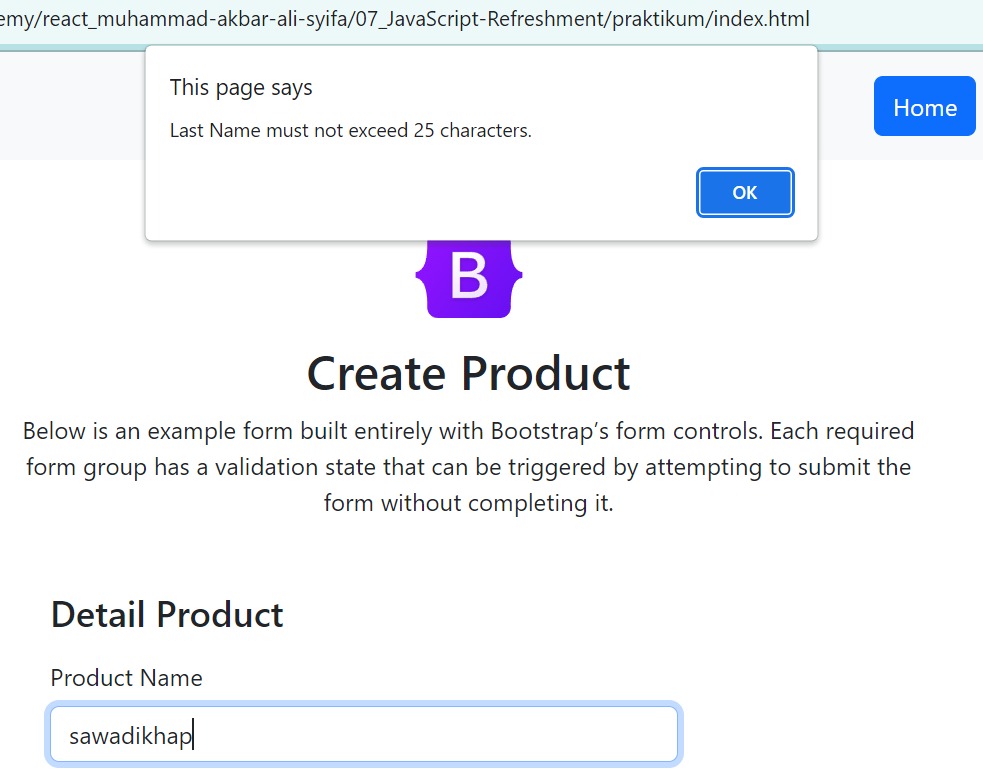 emy/react_muhammad-akbar-ali-syifa/07_JavaScript-Refreshment/praktikum/index.html
This page says
Last Name must not exceed 25 characters.
OK
Home
B
Create Product
Below is an example form built entirely with Bootstrap’s form controls. Each required
form group has a validation state that can be triggered by attempting to submit the
form without completing it.
Detail Product
Product Name
sawadikhap